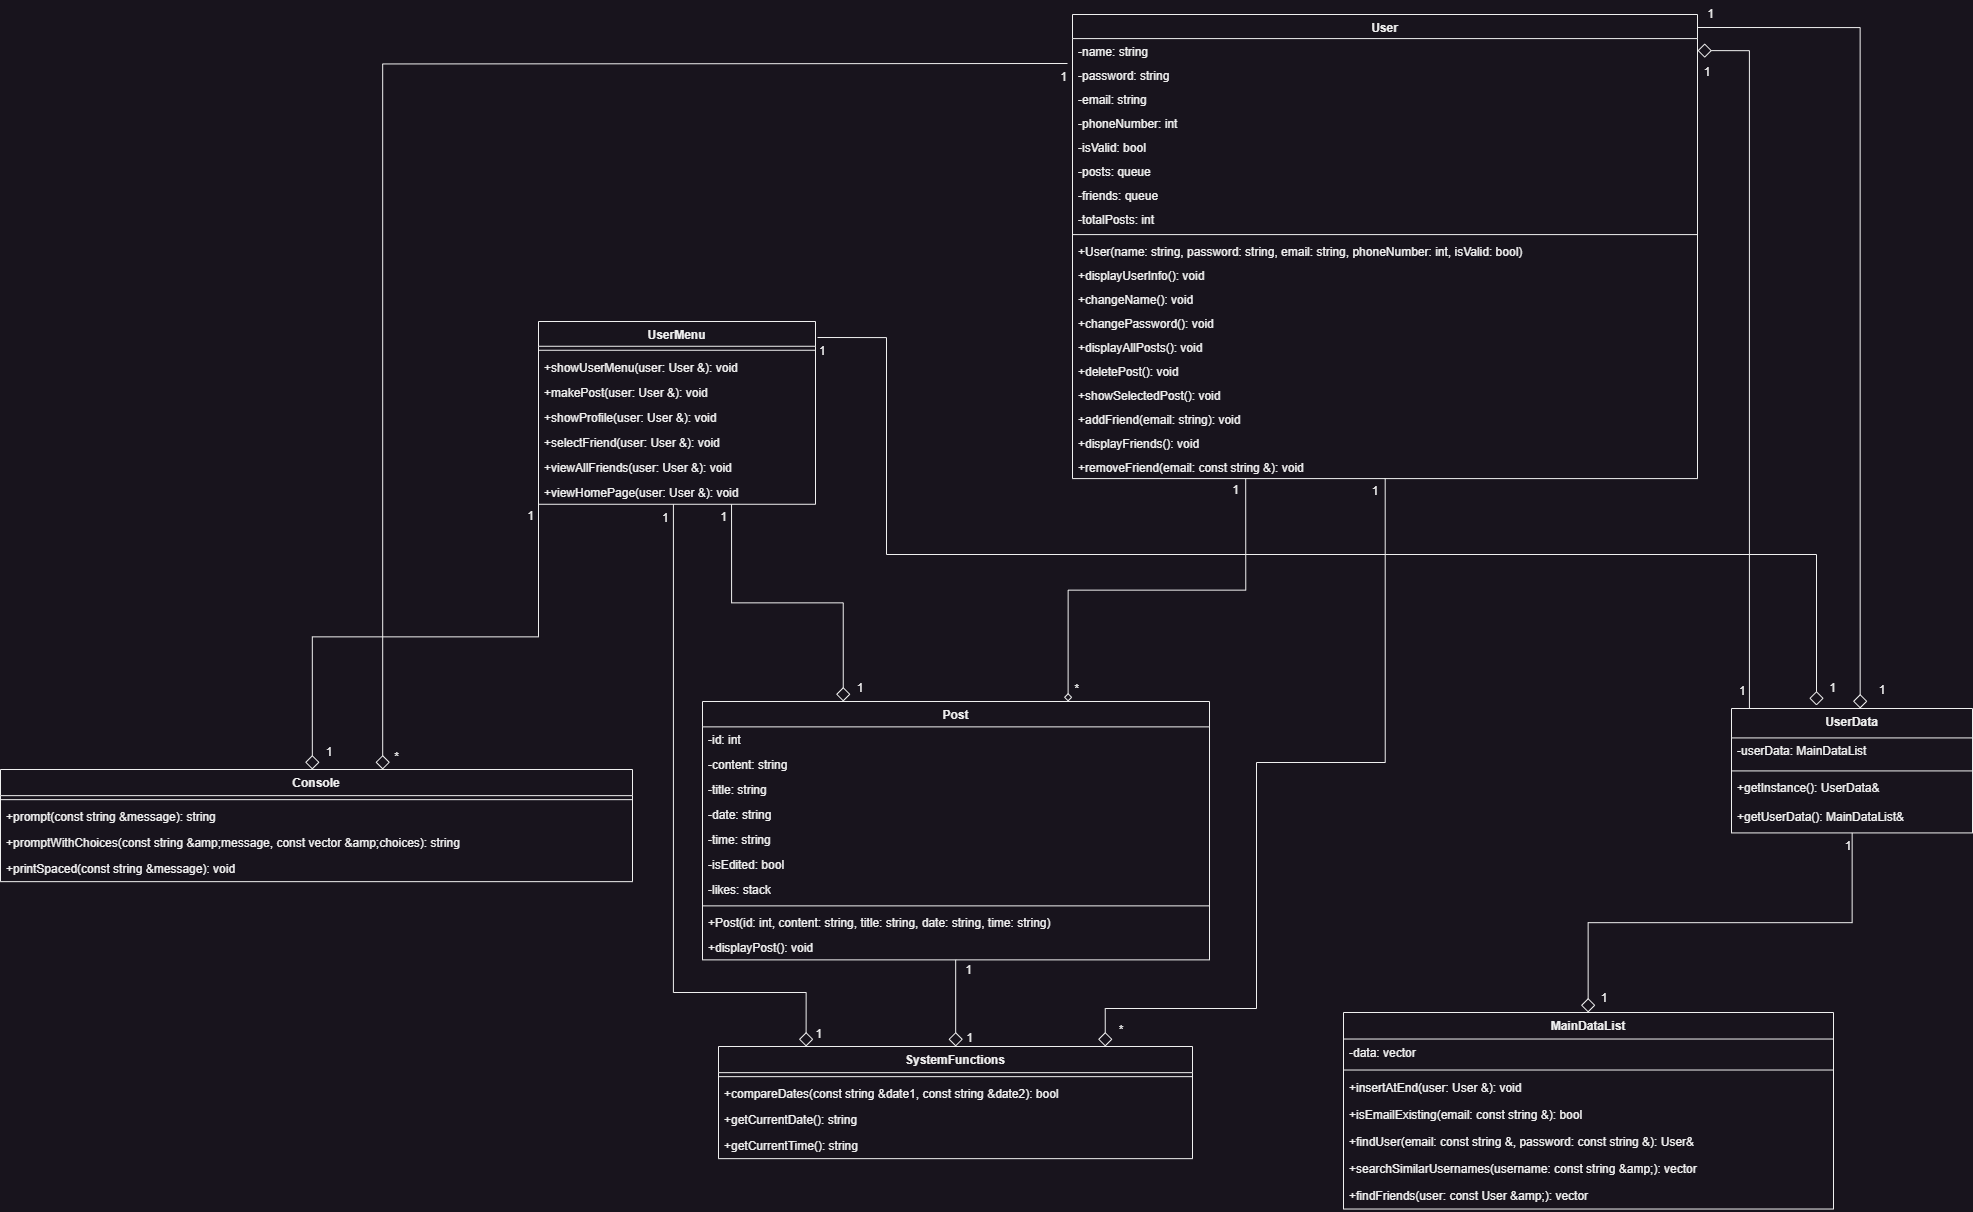 User
-name: string
-password: string
-email: string
-phoneNumber: int
-isValid: bool
-posts: queue
-friends: queue
-totalPosts: int
+User(name: string, password: string, email: string, phoneNumber: int, isValid: bool)
+displayUserInfo(): void
+changeName(): void
+changePassword(): void
+displayAllPosts(): void
+deletePost(): void
+showSelectedPost(): void
+addFriend(email: string): void
+displayFriends(): void
+removeFriend(email: const string &): void
1
1
1
1
1
UserMenu
+showUserMenu(user: User &): void
+makePost(user: User &): void
+showProfile(user: User &): void
+selectFriend(user: User &): void
+viewAllFriends(user: User &): void
+viewHomePage(user: User &): void
1
1
1
1
1
*
Console
+prompt(const string &message): string
+promptWithChoices(const string &amp;message, const vector &amp;choices): string
+printSpaced(const string &message): void
1
*
Post
-id: int
-content: string
-title: string
-date: string
-time: string
-isEdited: bool
-likes: stack
+Post(id: int, content: string, title: string, date: string, time: string)
+displayPost(): void
1
1
1
1
UserData
-userData: MainDataList
+getInstance(): UserData&
+getUserData(): MainDataList&
1
1
1
*
SystemFunctions
+compareDates(const string &date1, const string &date2): bool
+getCurrentDate(): string
+getCurrentTime(): string
1
MainDataList
-data: vector
+insertAtEnd(user: User &): void
+isEmailExisting(email: const string &): bool
+findUser(email: const string &, password: const string &): User&
+searchSimilarUsernames(username: const string &amp;): vector
+findFriends(user: const User &amp;): vector